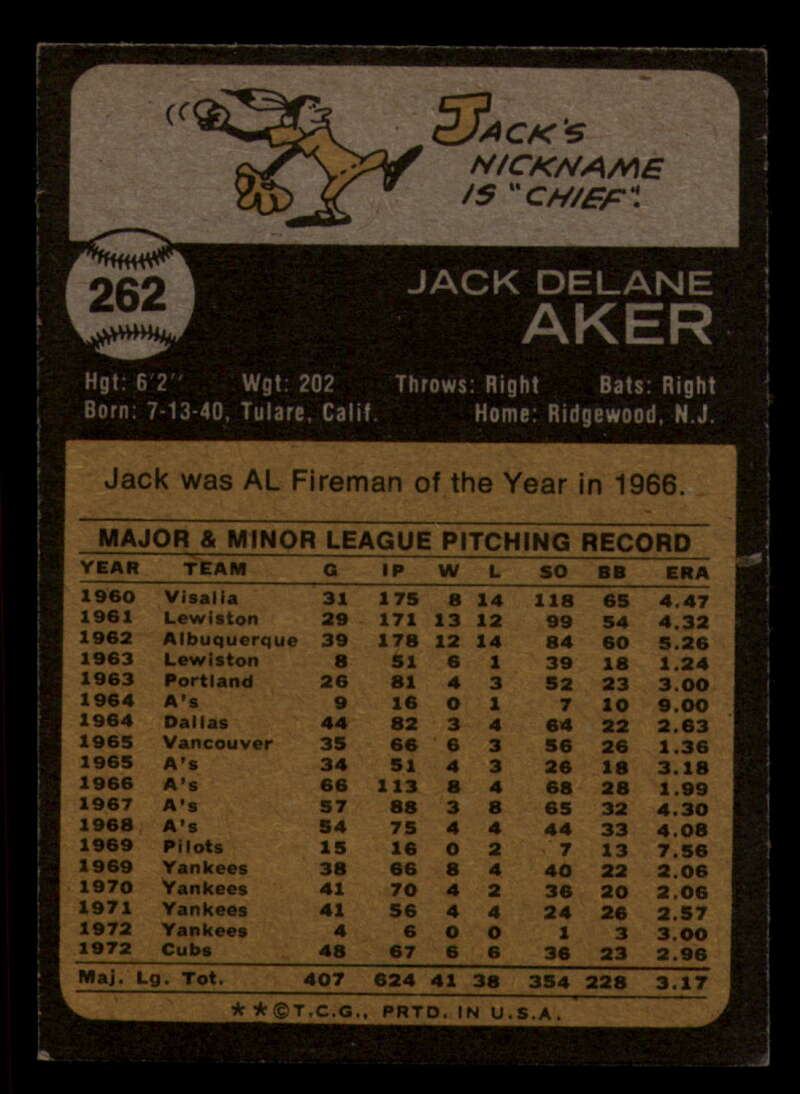 JACK'S
NICKNAME
IS "CHIEF".
262
JACK DELANE
AKER
Hgt: 6'2" Wgt: 202 Throws: Right Bats: Right
Born: 7-13-40, Tulare, Calif. Home: Ridgewood, N.J.
Jack was AL Fireman of the Year in 1966.
MAJOR & MINOR LEAGUE PITCHING RECORD
YEAR TEAM G IP W L SO BB ERA
1960 Visalia 31 175 8 14 118 65 4.47
1961 Lewiston 29 171 13 12 99 54 4.32
1962 Albuquerque 39 178 12 14 84 60 5.26
1963 Lewiston 8 51 6 1 39 18 1.24
1963 Portland 26 81 4 3 52 23 3.00
1964 A's 9 16 0 1 7 10 9.00
1964 Dallas 44 82 3 4 64 22 2.63
1965 Vancouver 35 66 6 3 56 26 1.36
1965 A's 34 51 4 3 26 18 3.18
1966 A's 66 113 8 4 68 28 1.99
1967 A's 57 88 3 8 65 32 4.30
1968 A's 54 75 4 4 44 33 4.08
1969 Pilots 15 16 0 2 7 13 7.56
1969 Yankees 38 66 8 4 40 22 2.06
1970 Yankees 41 70 4 2 36 20 2.06
1971 Yankees 41 56 4 4 24 26 2.57
1972 Yankees 4 6 0 0 1 3 3.00
1972 Cubs 48 67 6 6 36 23 2.96
Maj. Lg. Tot. 407 624 41 38 354 228 3.17
**©T.C.G., PRTD. IN U.S.A.